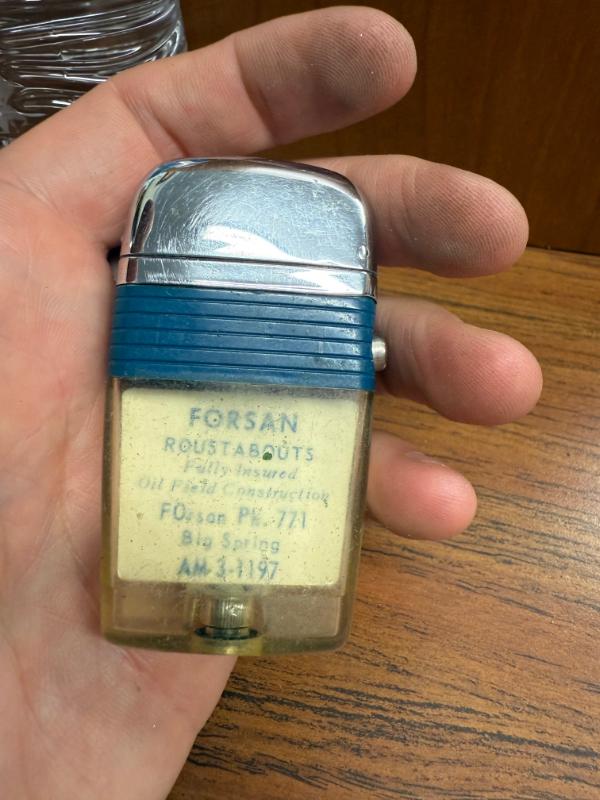 FORSAN
ROUSTABOUTS
Fully Insured
Oil Field Construction
FOrsan Ph. 771
Big Spring
AM 3-1197